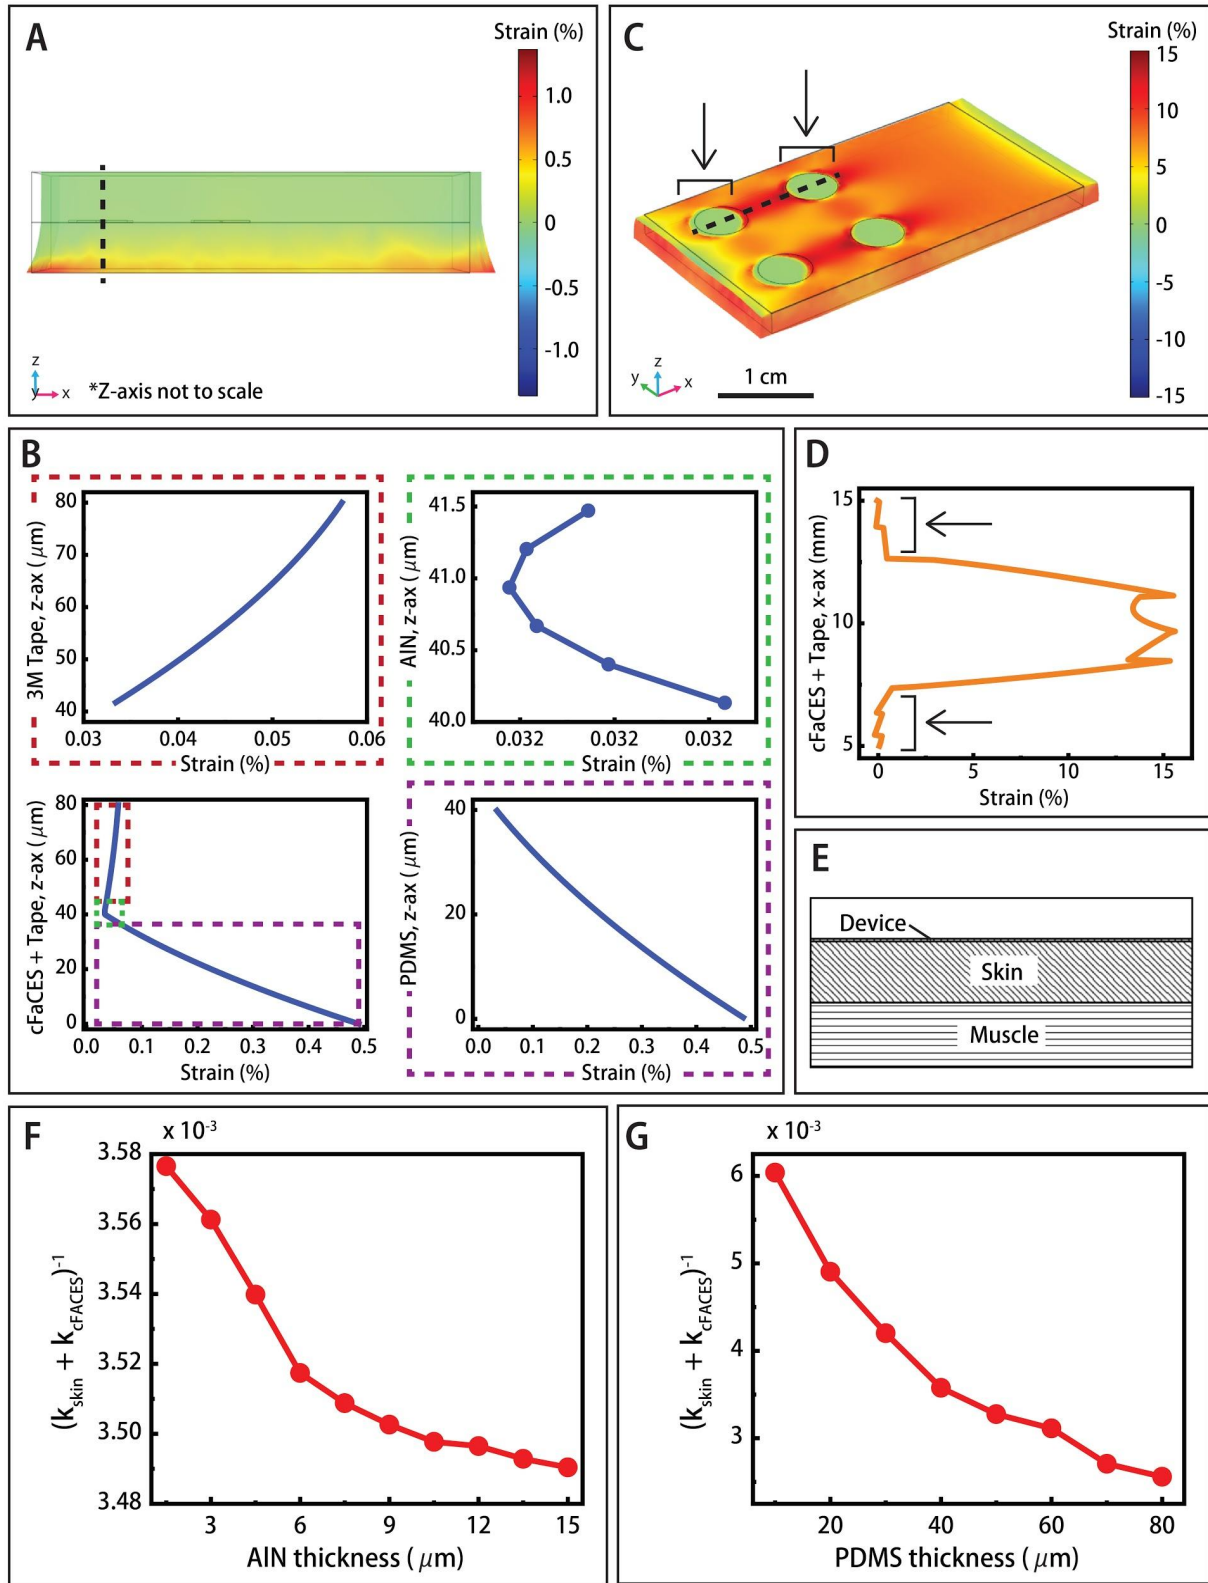 A
Strain (%)
1.0
0.5
0
-0.5
-1.0
z
y
x
*Z-axis not to scale
C
Strain (%)
15
10
5
0
-5
-10
-15
z
y
x
1 cm
B
3M Tape, z-ax (μm)
80
70
60
50
40
0.03 0.04 0.05 0.06
Strain (%)
AlN, z-ax (μm)
41.5
41.0
40.5
40.0
0.032 0.032 0.032
Strain (%)
cFaCES + Tape, z-ax (μm)
80
60
40
20
0
0.0 0.1 0.2 0.3 0.4 0.5
Strain (%)
PDMS, z-ax (μm)
40
20
0
0.0 0.1 0.2 0.3 0.4 0.5
Strain (%)
D
cFaCES + Tape, x-ax (mm)
15
10
5
0 5 10 15
Strain (%)
E
Device
Skin
Muscle
F
x 10-3
(kskin + kcFACES)-1
3.58
3.56
3.54
3.52
3.50
3.48
3 6 9 12 15
AlN thickness ( μm)
G
x 10-3
(kskin + kcFACES)-1
6
5
4
3
20 40 60 80
PDMS thickness ( μm)